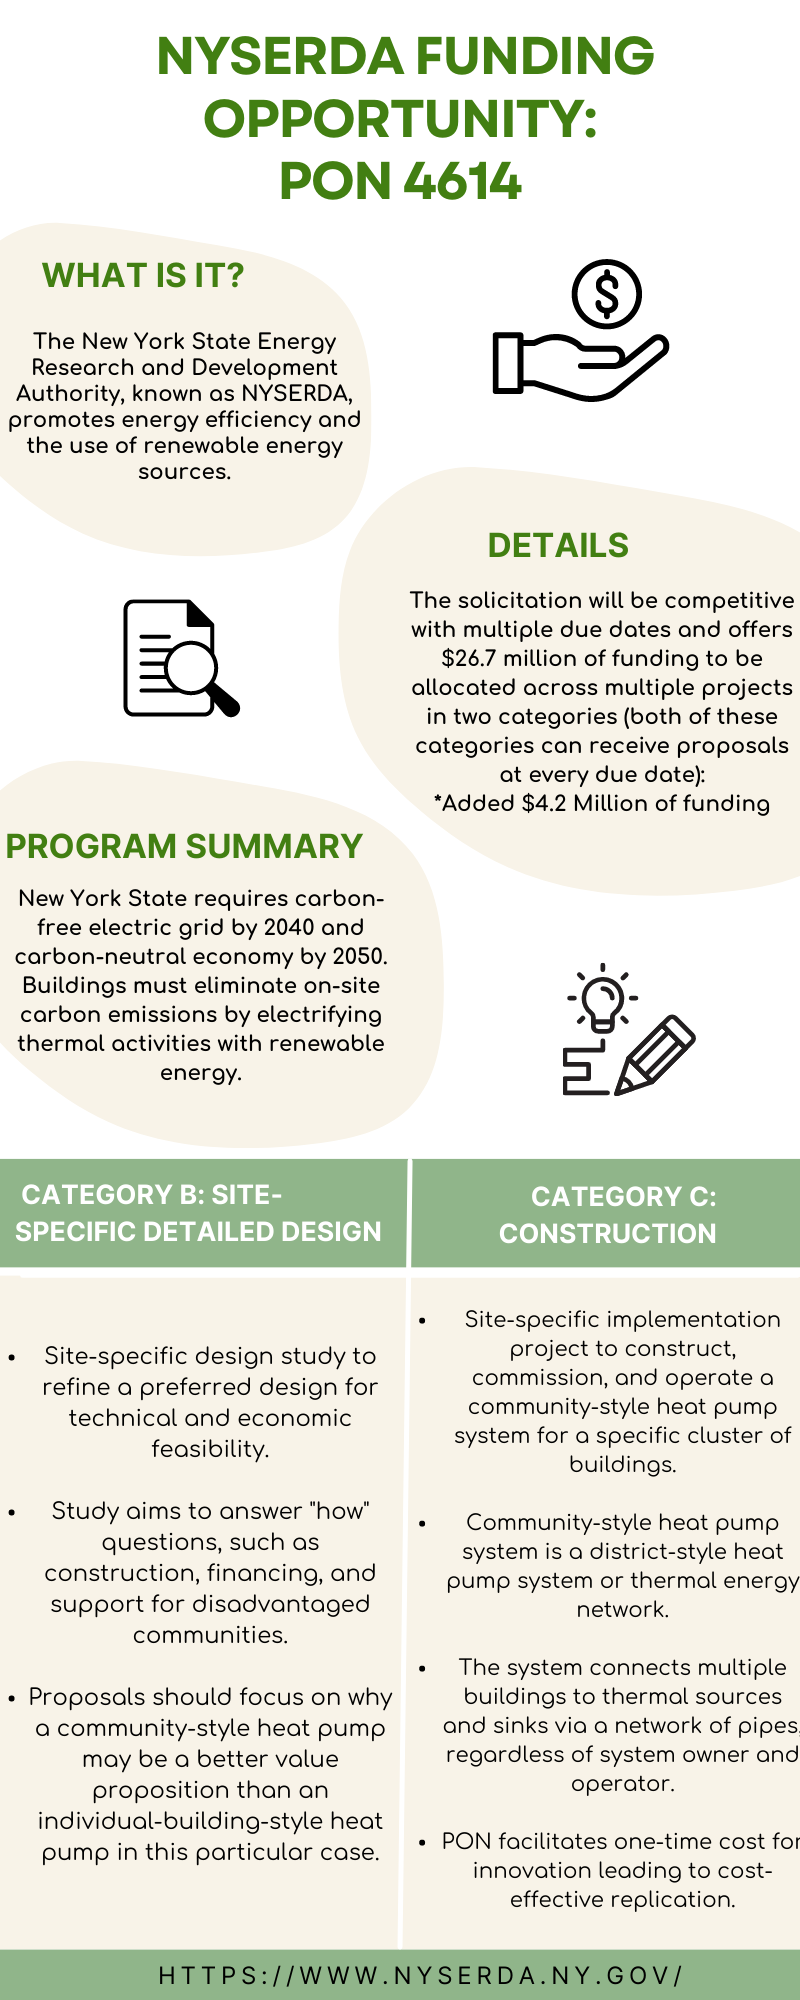 NYSERDA FUNDING
OPPORTUNITY:
PON 4614
WHAT IS IT?
The New York State Energy
Research and Development
Authority, known as NYSERDA,
promotes energy efficiency and
the use of renewable energy
sources.
$
DETAILS
The solicitation will be competitive
with multiple due dates and offers
$26.7 million of funding to be
allocated across multiple projects
in two categories (both of these
categories can receive proposals
at every due date):
*Added $4.2 Million of funding
PROGRAM SUMMARY
New York State requires carbon-
free electric grid by 2040 and
carbon-neutral economy by 2050.
Buildings must eliminate on-site
carbon emissions by electrifying
thermal activities with renewable
energy.
CATEGORY B: SITE-
SPECIFIC DETAILED DESIGN
• Site-specific design study to
refine a preferred design for
technical and economic
feasibility.
• Study aims to answer "how"
questions, such as
construction, financing, and
support for disadvantaged
communities.
• Proposals should focus on why
a community-style heat pump
may be a better value
proposition than an
individual-building-style heat
pump in this particular case.
CATEGORY C:
CONSTRUCTION
• Site-specific implementation
project to construct,
commission, and operate a
community-style heat pump
system for a specific cluster of
buildings.
• Community-style heat pump
system is a district-style heat
pump system or thermal energy
network.
• The system connects multiple
buildings to thermal sources
and sinks via a network of pipes,
regardless of system owner and
operator.
• PON facilitates one-time cost for
innovation leading to cost-
effective replication.
HTTPS://WWW.NYSERDA.NY.GOV/